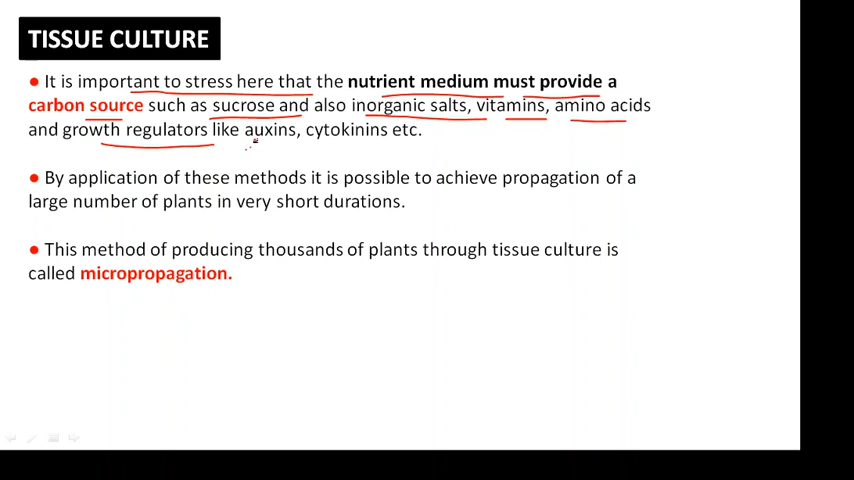 TISSUE CULTURE
● It is important to stress here that the nutrient medium must provide a
carbon source such as sucrose and also inorganic salts, vitamins, amino acids
and growth regulators like auxins, cytokinins etc.
● By application of these methods it is possible to achieve propagation of a
large number of plants in very short durations.
● This method of producing thousands of plants through tissue culture is
called micropropagation.